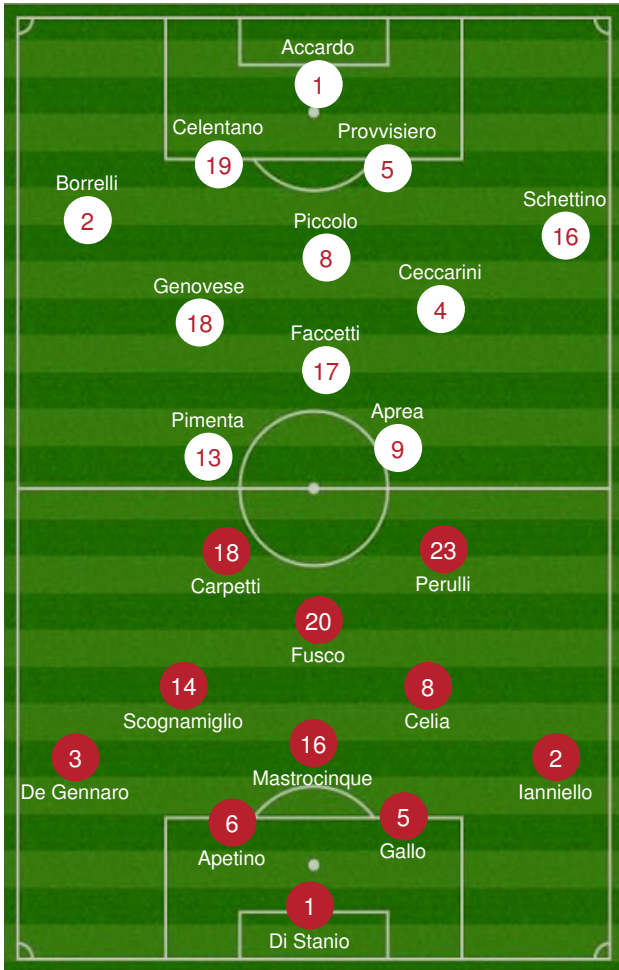 Accardo
1
Celentano
19
Provvisiero
5
Borrelli
2
Schettino
16
Piccolo
8
Ceccarini
4
Genovese
18
Faccetti
17
Pimenta
13
Aprea
9
18
Carpetti
23
Perulli
20
Fusco
14
Scognamiglio
8
Celia
16
Mastrocinque
3
De Gennaro
2
Ianniello
6
Apetino
5
Gallo
1
Di Stanio